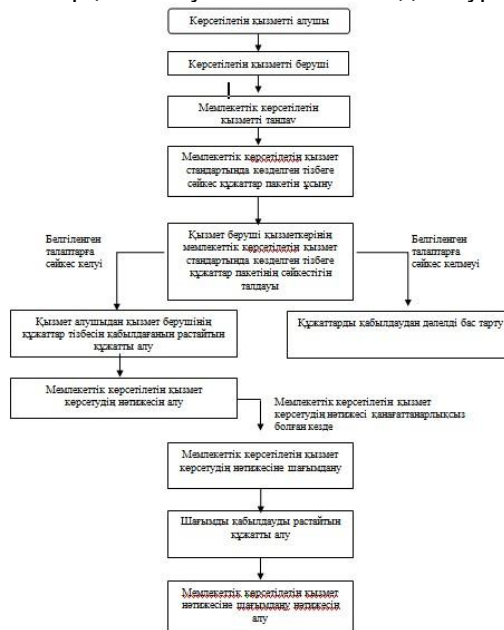 Көрсетілетін қызметті алушы
Көрсетілетін қызметті беруші
Мемлекеттік көрсетілетін
қызметті таңдау
Мемлекеттік көрсетілетін қызмет
стандартында көзделген тізбеге
сәйкес құжаттар пакетін ұсыну
Қызмет беруші қызметкерінің
мемлекеттік көрсетілетін қызмет
стандартында көзделген тізбеге
құжаттар пакетінің сәйкестігін
талдауы
Белгіленген
талаптарға
сәйкес келуі
Белгіленген
талаптарға
сәйкес келмеуі
Қызмет алушыдан қызмет берушінің
құжаттар тізбесін қабылдағанын растайтын
құжатты алу
Құжаттарды қабылдаудан дәлелді бас тарту
Мемлекеттік көрсетілетін қызмет
көрсетудің нәтижесін алу
Мемлекеттік көрсетілетін қызмет
көрсетудің нәтижесі қанағаттанарлықсыз
болған кезде
Мемлекеттік көрсетілетін қызмет
көрсетудің нәтижесіне шағымдану
Шағымды қабылдауды растайтын
құжатты алу
Мемлекеттік көрсетілетін қызмет
нәтижесіне шағымдану нәтижесін
алу